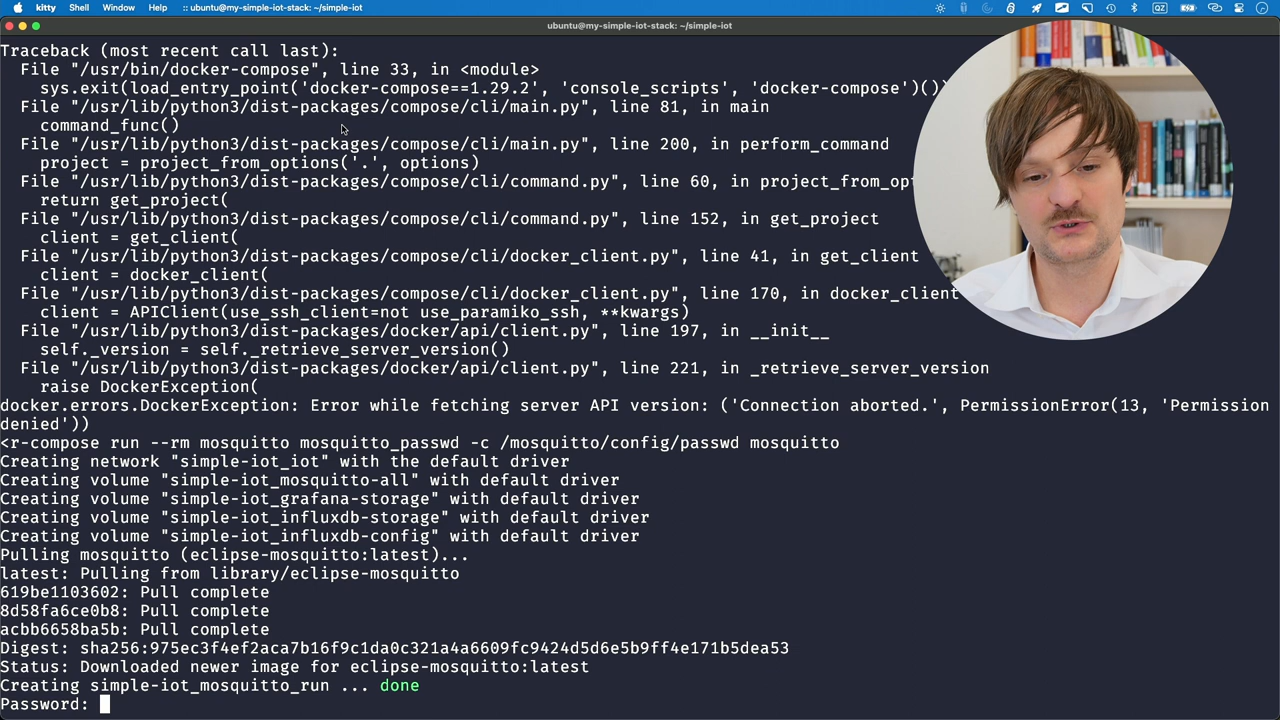 kitty Shell Window Help :: ubuntu@my-simple-iot-stack: ~/simple-iot
ubuntu@my-simple-iot-stack: ~/simple-iot
Traceback (most recent call last):
File "/usr/bin/docker-compose", line 33, in <module>
sys.exit(load_entry_point('docker-compose==1.29.2', 'console_scripts', 'docker-compose')())
File "/usr/lib/python3/dist-packages/compose/cli/main.py", line 81, in main
command_func()
File "/usr/lib/python3/dist-packages/compose/cli/main.py", line 200, in perform_command
project = project_from_options('.', options)
File "/usr/lib/python3/dist-packages/compose/cli/command.py", line 60, in project_from_opt
return get_project(
File "/usr/lib/python3/dist-packages/compose/cli/command.py", line 152, in get_project
client = get_client(
File "/usr/lib/python3/dist-packages/compose/cli/docker_client.py", line 41, in get_client
client = docker_client(
File "/usr/lib/python3/dist-packages/compose/cli/docker_client.py", line 170, in docker_client
client = APIClient(use_ssh_client=not use_paramiko_ssh, **kwargs)
File "/usr/lib/python3/dist-packages/docker/api/client.py", line 197, in __init__
self._version = self._retrieve_server_version()
File "/usr/lib/python3/dist-packages/docker/api/client.py", line 221, in _retrieve_server_version
raise DockerException(
docker.errors.DockerException: Error while fetching server API version: ('Connection aborted.', PermissionError(13, 'Permission
denied'))
<r-compose run --rm mosquitto mosquitto_passwd -c /mosquitto/config/passwd mosquitto
Creating network "simple-iot_iot" with the default driver
Creating volume "simple-iot_mosquitto-all" with default driver
Creating volume "simple-iot_grafana-storage" with default driver
Creating volume "simple-iot_influxdb-storage" with default driver
Creating volume "simple-iot_influxdb-config" with default driver
Pulling mosquitto (eclipse-mosquitto:latest)...
latest: Pulling from library/eclipse-mosquitto
619be1103602: Pull complete
8d58fa6ce0b8: Pull complete
acbb6658ba5b: Pull complete
Digest: sha256:975ec3f4ef2aca7b16f9c1da0c321a4a6609fc9424d5d6e5b9ff4e171b5dea53
Status: Downloaded newer image for eclipse-mosquitto:latest
Creating simple-iot_mosquitto_run ... done
Password: